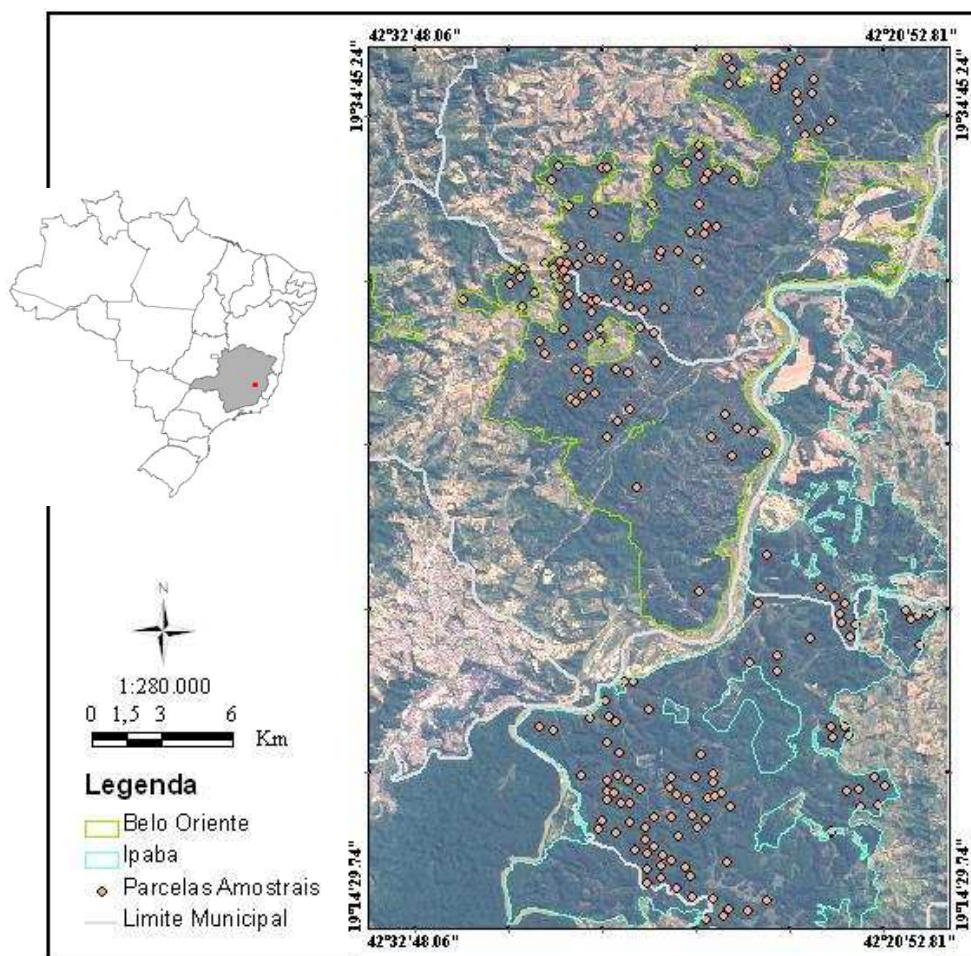 42°32'48.06"
42°20'52.81"
19°34'45.24"
19°34'45.24"
N
1:280.000
0 1,5 3 6
Km
Legenda
Belo Oriente
Ipaba
Parcelas Amostrais
Limite Municipal
19°14'29.74"
19°14'29.74"
42°32'48.06"
42°20'52.81"